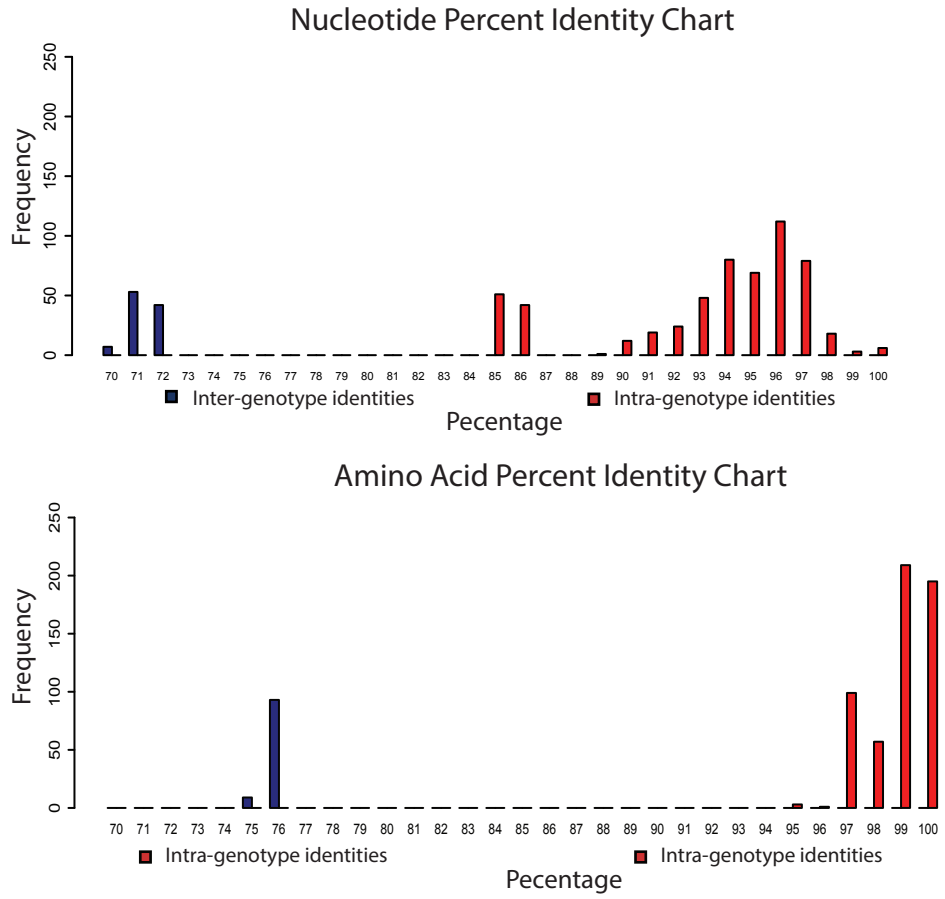 Nucleotide Percent Identity Chart
250
200
150
100
50
0
Frequency
70 71 72 73 74 75 76 77 78 79 80 81 82 83 84 85 86 87 88 89 90 91 92 93 94 95 96 97 98 99 100
Inter-genotype identities Intra-genotype identities
Pecentage
Amino Acid Percent Identity Chart
250
200
150
100
50
0
Frequency
70 71 72 73 74 75 76 77 78 79 80 81 82 83 84 85 86 87 88 89 90 91 92 93 94 95 96 97 98 99 100
Intra-genotype identities Intra-genotype identities
Pecentage